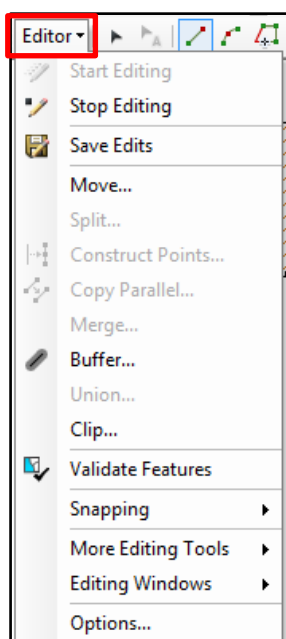 Editor
Start Editing
Stop Editing
Save Edits
Move...
Split...
Construct Points...
Copy Parallel...
Merge...
Buffer...
Union...
Clip...
Validate Features
Snapping
More Editing Tools
Editing Windows
Options...